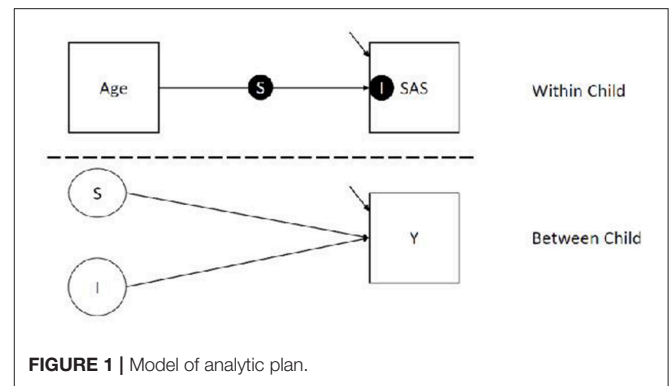 Age
S
I SAS
Within Child
S
Y
Between Child
I
FIGURE 1 | Model of analytic plan.